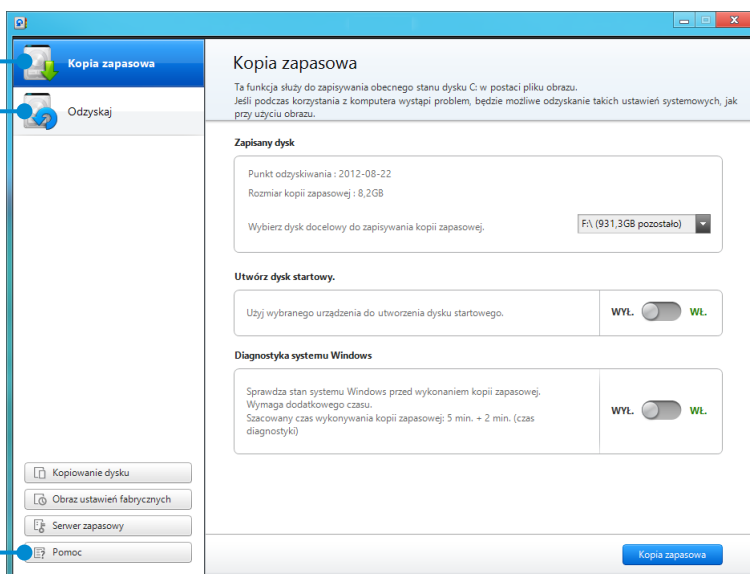 Kopia zapasowa
Odzyskaj
Kopiowanie dysku
Obraz ustawień fabrycznych
Serwer zapasowy
Pomoc
Kopia zapasowa
Ta funkcja służy do zapisywania obecnego stanu dysku C: w postaci pliku obrazu.
Jeśli podczas korzystania z komputera wystąpi problem, będzie możliwe odzyskanie takich ustawień systemowych, jak
przy użyciu obrazu.
Zapisany dysk
Punkt odzyskiwania : 2012-08-22
Rozmiar kopii zapasowej : 8,2GB
Wybierz dysk docelowy do zapisywania kopii zapasowej.
F:\ (931,3GB pozostało)
Utwórz dysk startowy.
Użyj wybranego urządzenia do utworzenia dysku startowego.
WYŁ. WŁ.
Diagnostyka systemu Windows
Sprawdza stan systemu Windows przed wykonaniem kopii zapasowej.
Wymaga dodatkowego czasu.
Szacowany czas wykonywania kopii zapasowej: 5 min. + 2 min. (czas
diagnostyki)
WYŁ. WŁ.
Kopia zapasowa